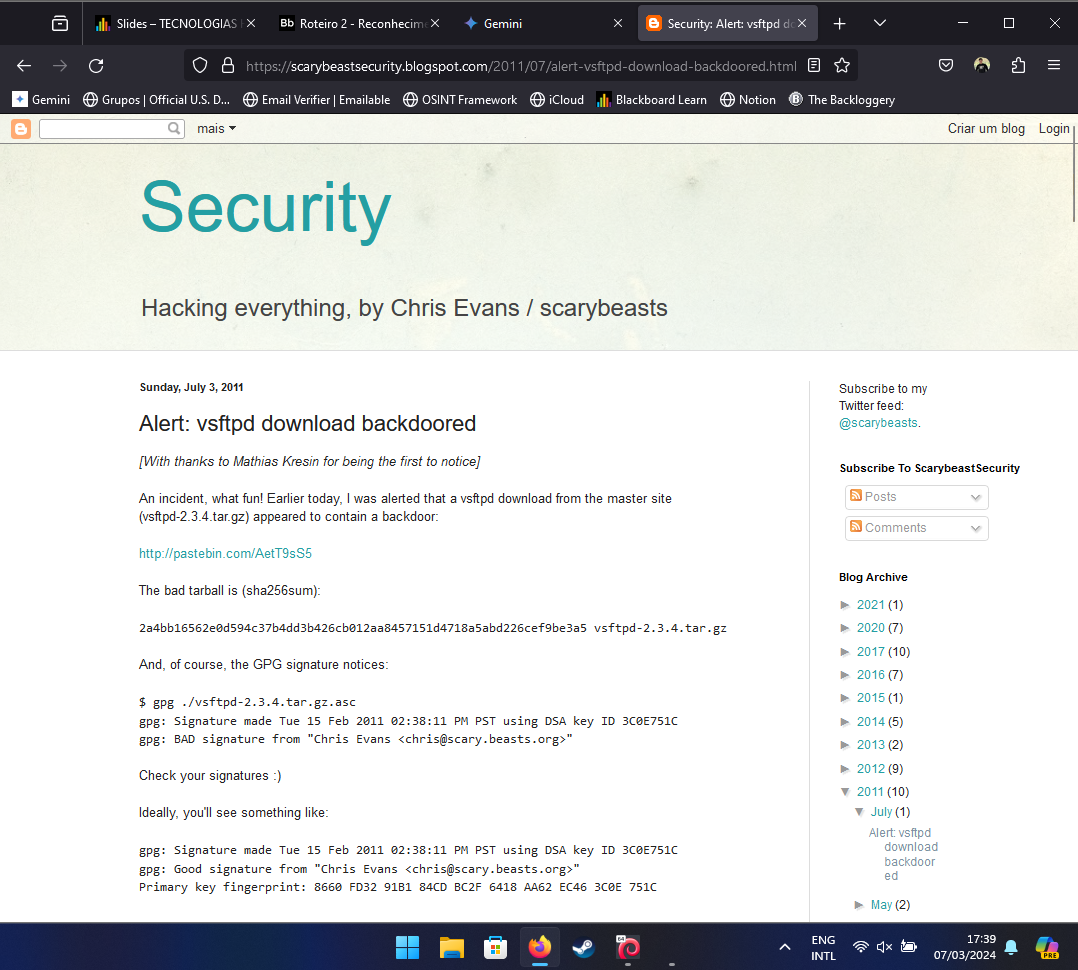 Slides – TECNOLOGIAS
Bb Roteiro 2 - Reconhecim
Gemini
Security: Alert: vsftpd do
https://scarybeastsecurity.blogspot.com/2011/07/alert-vsftpd-download-backdoored.html
Gemini Grupos | Official U.S. D... Email Verifier | Emailable OSINT Framework iCloud Blackboard Learn Notion The Backloggery
mais Criar um blog Login
Security
Hacking everything, by Chris Evans / scarybeasts
Sunday, July 3, 2011
Alert: vsftpd download backdoored
[With thanks to Mathias Kresin for being the first to notice]
An incident, what fun! Earlier today, I was alerted that a vsftpd download from the master site
(vsftpd-2.3.4.tar.gz) appeared to contain a backdoor:
http://pastebin.com/AetT9sS5
The bad tarball is (sha256sum):
2a4bb16562e0d594c37b4dd3b426cb012aa8457151d4718a5abd226cef9be3a5 vsftpd-2.3.4.tar.gz
And, of course, the GPG signature notices:
$ gpg ./vsftpd-2.3.4.tar.gz.asc
gpg: Signature made Tue 15 Feb 2011 02:38:11 PM PST using DSA key ID 3C0E751C
gpg: BAD signature from "Chris Evans <chris@scary.beasts.org>"
Check your signatures :)
Ideally, you'll see something like:
gpg: Signature made Tue 15 Feb 2011 02:38:11 PM PST using DSA key ID 3C0E751C
gpg: Good signature from "Chris Evans <chris@scary.beasts.org>"
Primary key fingerprint: 8660 FD32 91B1 84CD BC2F 6418 AA62 EC46 3C0E 751C
Subscribe to my
Twitter feed:
@scarybeasts.
Subscribe To ScarybeastSecurity
Posts
Comments
Blog Archive
► 2021 (1)
► 2020 (7)
► 2017 (10)
► 2016 (7)
► 2015 (1)
► 2014 (5)
► 2013 (2)
► 2012 (9)
▼ 2011 (10)
▼ July (1)
Alert: vsftpd
download
backdoor
ed
► May (2)
64
ENG
INTL
17:39
07/03/2024
PRE